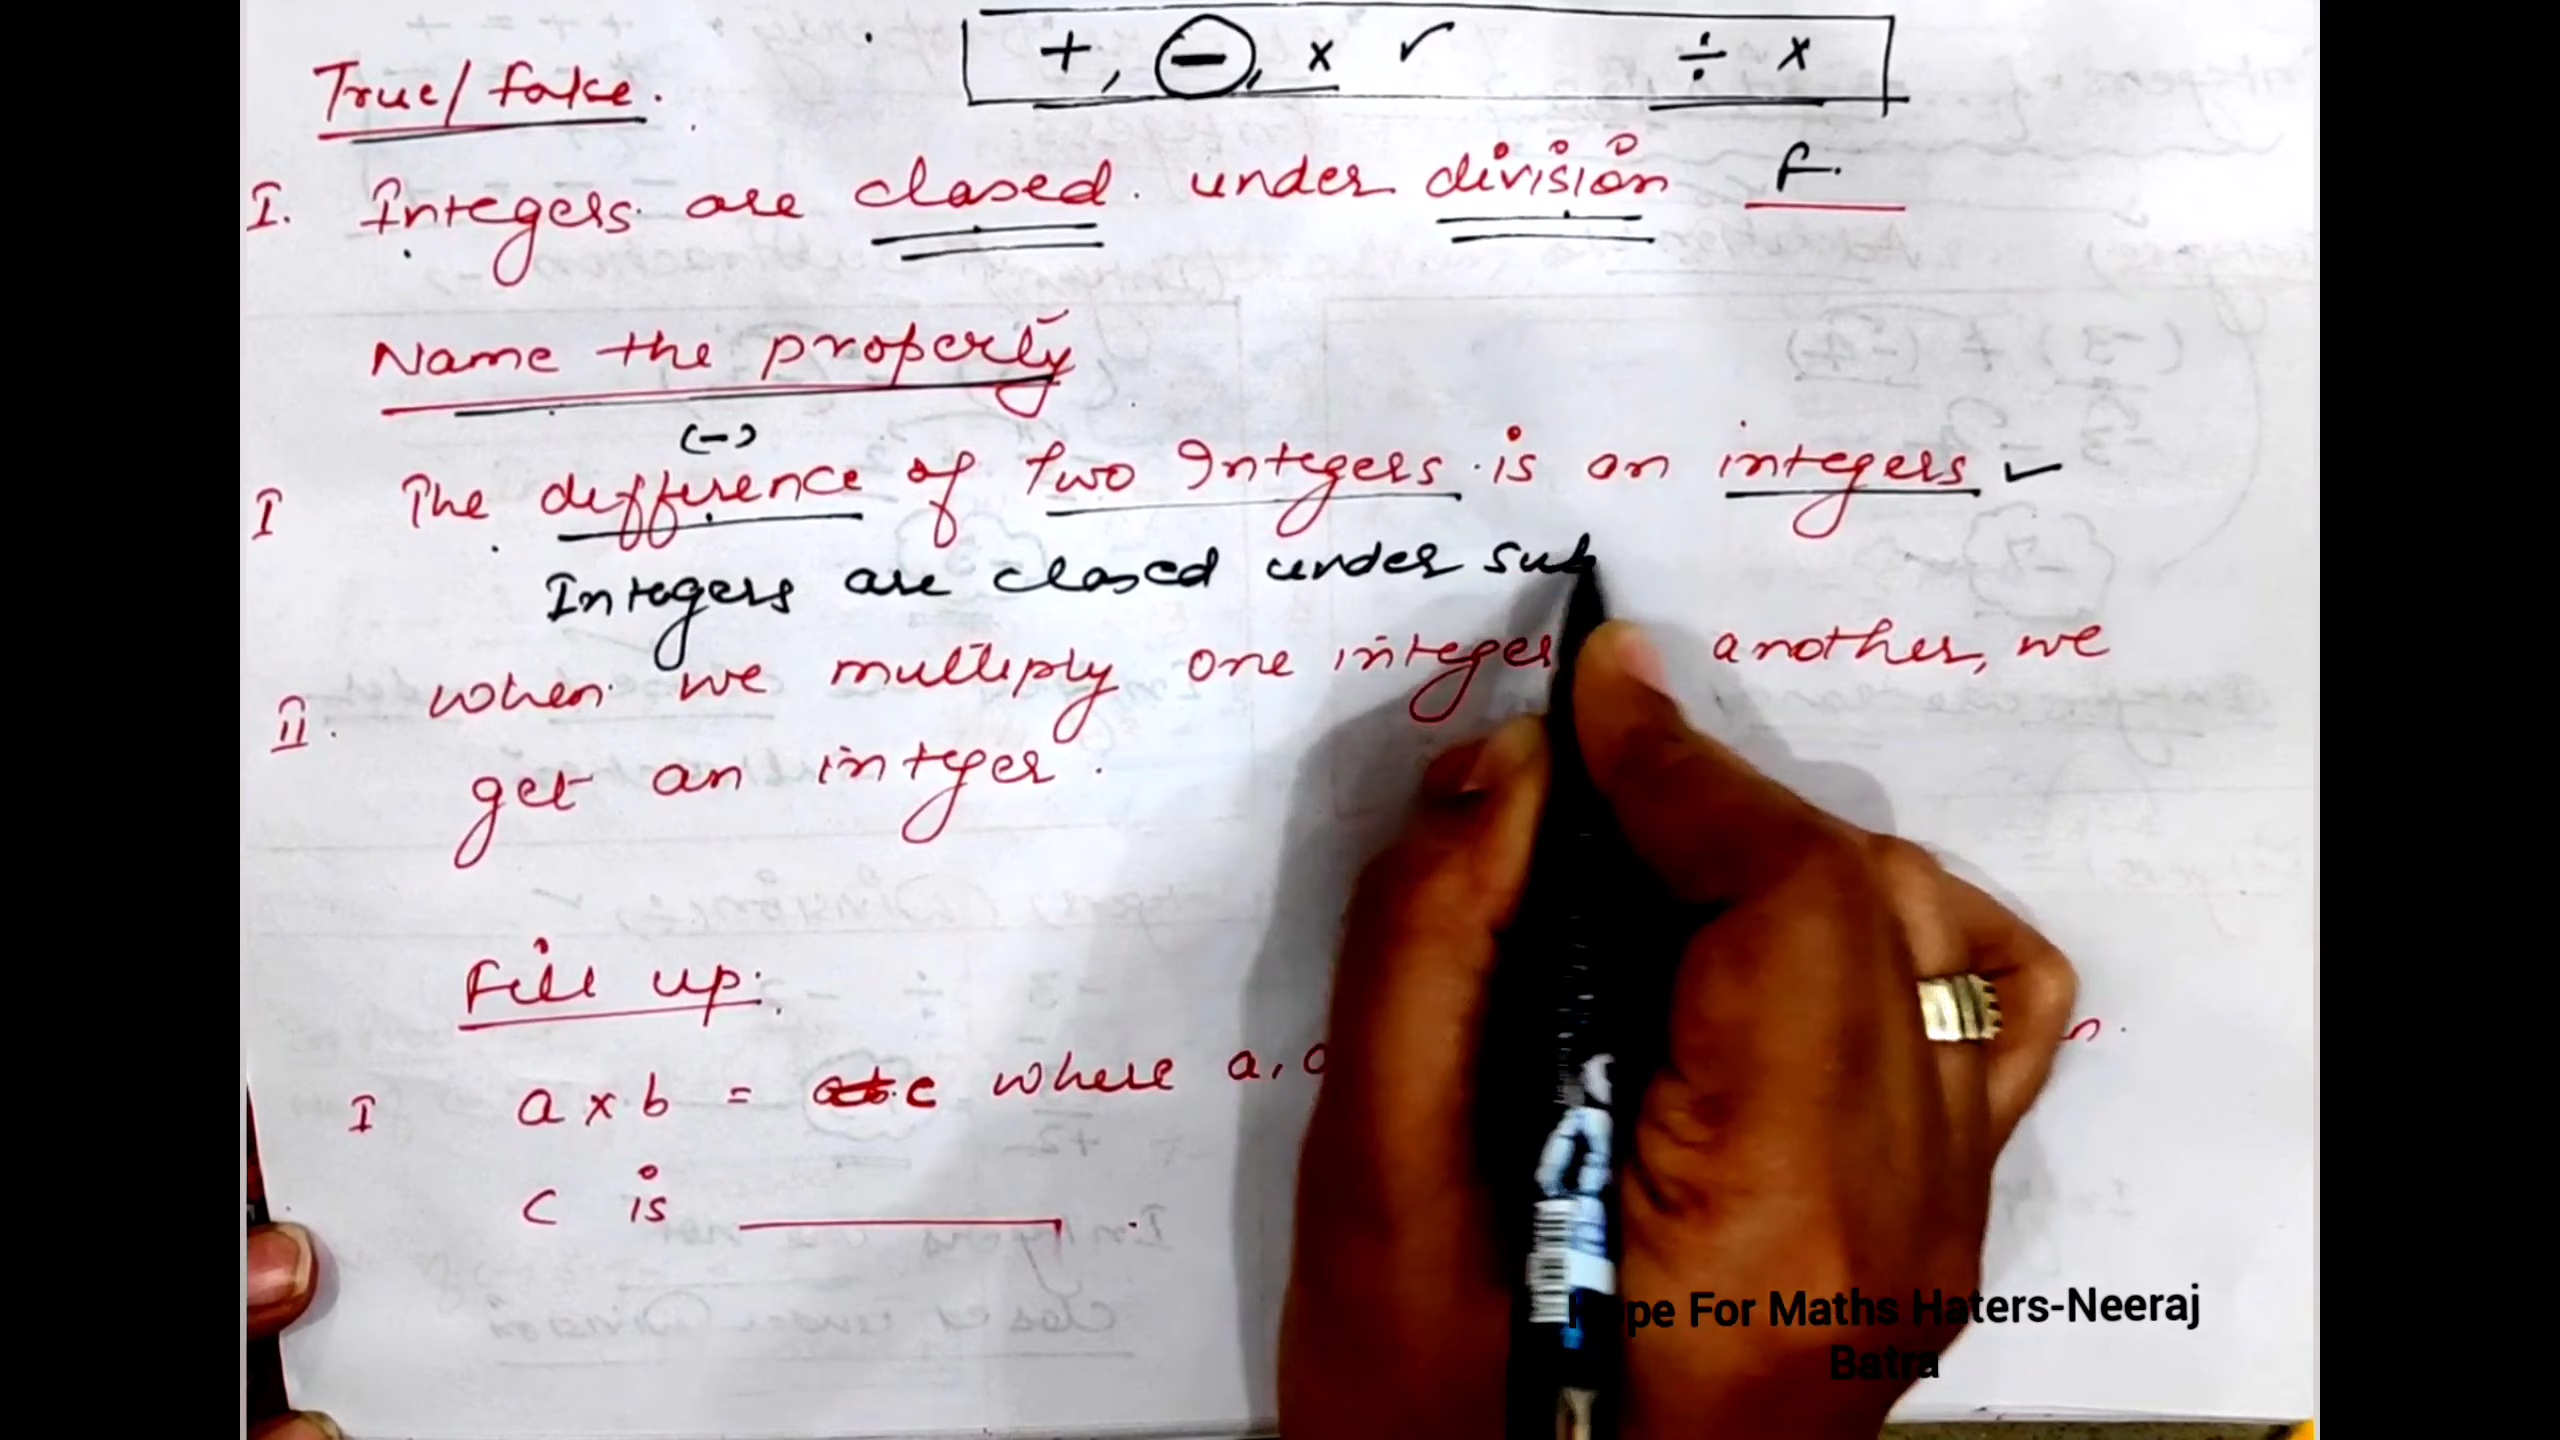 +, -, x ✓ ÷ x
True/false.
I. Integers are closed under division F.
Name the property
(-)
I The difference of two Integers is an integers ✓
Integers are closed under sub
II. When we multiply one integer another, we
get an integer.
Fill up.
I a x b = c where a,
c is
Hope For Maths Haters-Neeraj
Batra